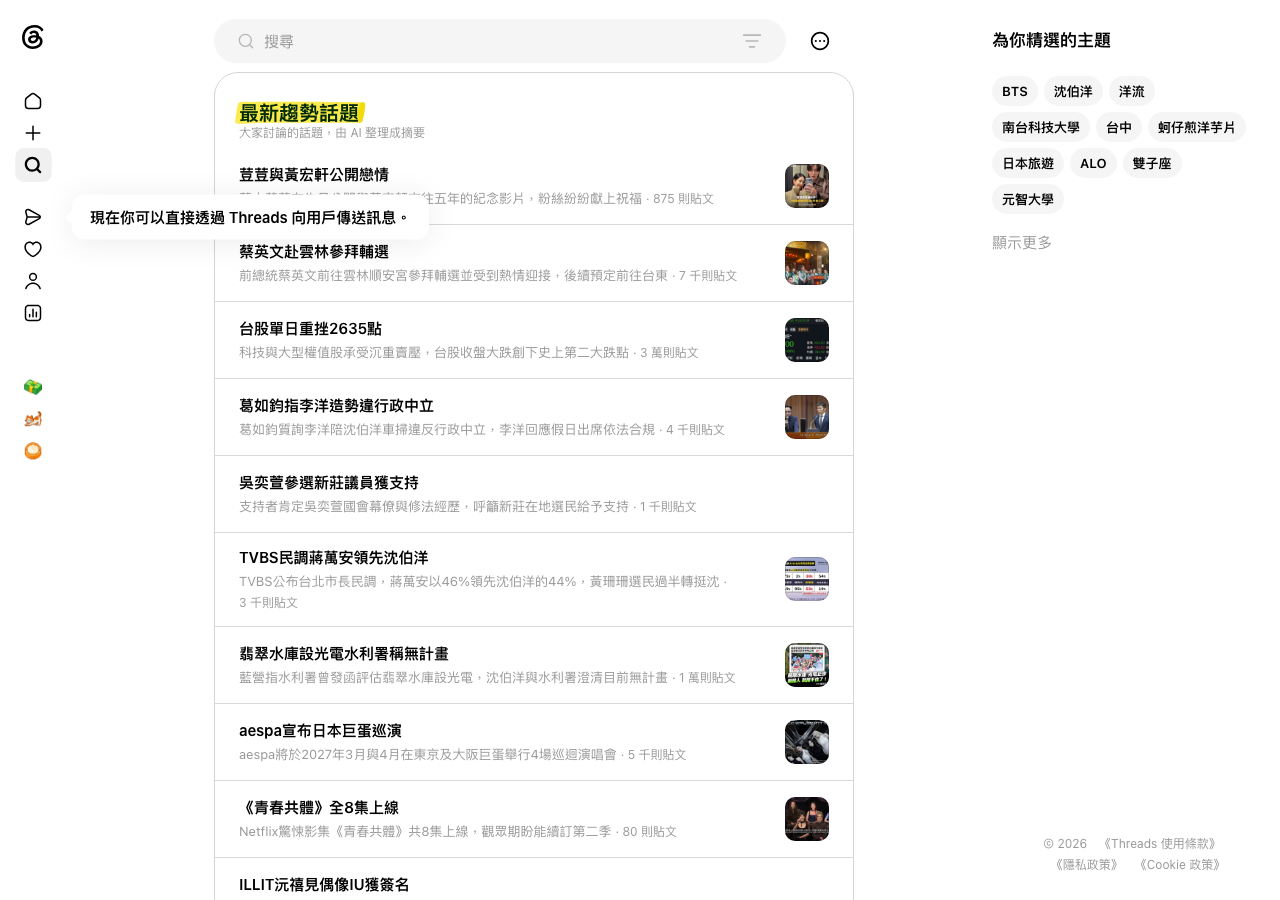 搜尋
最新趨勢話題
大家討論的話題，由 AI 整理成摘要
荳荳與黃宏軒公開戀情
年的紀念影片，粉絲紛紛獻上祝福 · 875 則貼文
現在你可以直接透過 Threads 向用戶傳送訊息。
蔡英文赴雲林參拜輔選
前總統蔡英文前往雲林順安宮參拜輔選並受到熱情迎接，後續預定前往台東 · 7 千則貼文
台股單日重挫2635點
科技與大型權值股承受沉重賣壓，台股收盤大跌創下史上第二大跌點 · 3 萬則貼文
葛如鈞指李洋造勢違行政中立
葛如鈞質詢李洋陪沈伯洋車掃違反行政中立，李洋回應假日出席依法合規 · 4 千則貼文
吳奕萱參選新莊議員獲支持
支持者肯定吳奕萱國會幕僚與修法經歷，呼籲新莊在地選民給予支持 · 1 千則貼文
TVBS民調蔣萬安領先沈伯洋
TVBS公布台北市長民調，蔣萬安以46%領先沈伯洋的44%，黃珊珊選民過半轉挺沈 ·
3 千則貼文
翡翠水庫設光電水利署稱無計畫
藍營指水利署曾發函評估翡翠水庫設光電，沈伯洋與水利署澄清目前無計畫 · 1 萬則貼文
aespa宣布日本巨蛋巡演
aespa將於2027年3月與4月在東京及大阪巨蛋舉行4場巡迴演唱會 · 5 千則貼文
《青春共體》全8集上線
Netflix驚悚影集《青春共體》共8集上線，觀眾期盼能續訂第二季 · 80 則貼文
ILLIT沅禧見偶像IU獲簽名
為你精選的主題
BTS 沈伯洋 洋流
南台科技大學 台中 蚵仔煎洋芋片
日本旅遊 ALO 雙子座
元智大學
顯示更多
© 2026 《Threads 使用條款》
《隱私政策》 《Cookie 政策》